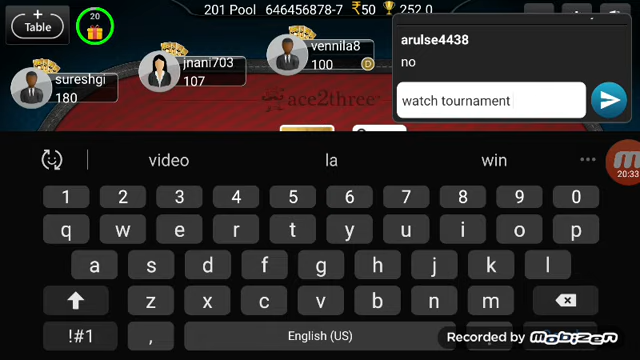 +
Table
20
201 Pool 646456878-7 ₹50 252.0
arulse4438
no
watch tournament
sureshgi
180
jnani703
107
vennila8
100
D
ace2three
video la win
20:33
1 2 3 4 5 6 7 8 9 0
q w e r t y u i o p
a s d f g h j k l
z x c v b n m
!#1 , English (US) .
Recorded by MOBIZEN